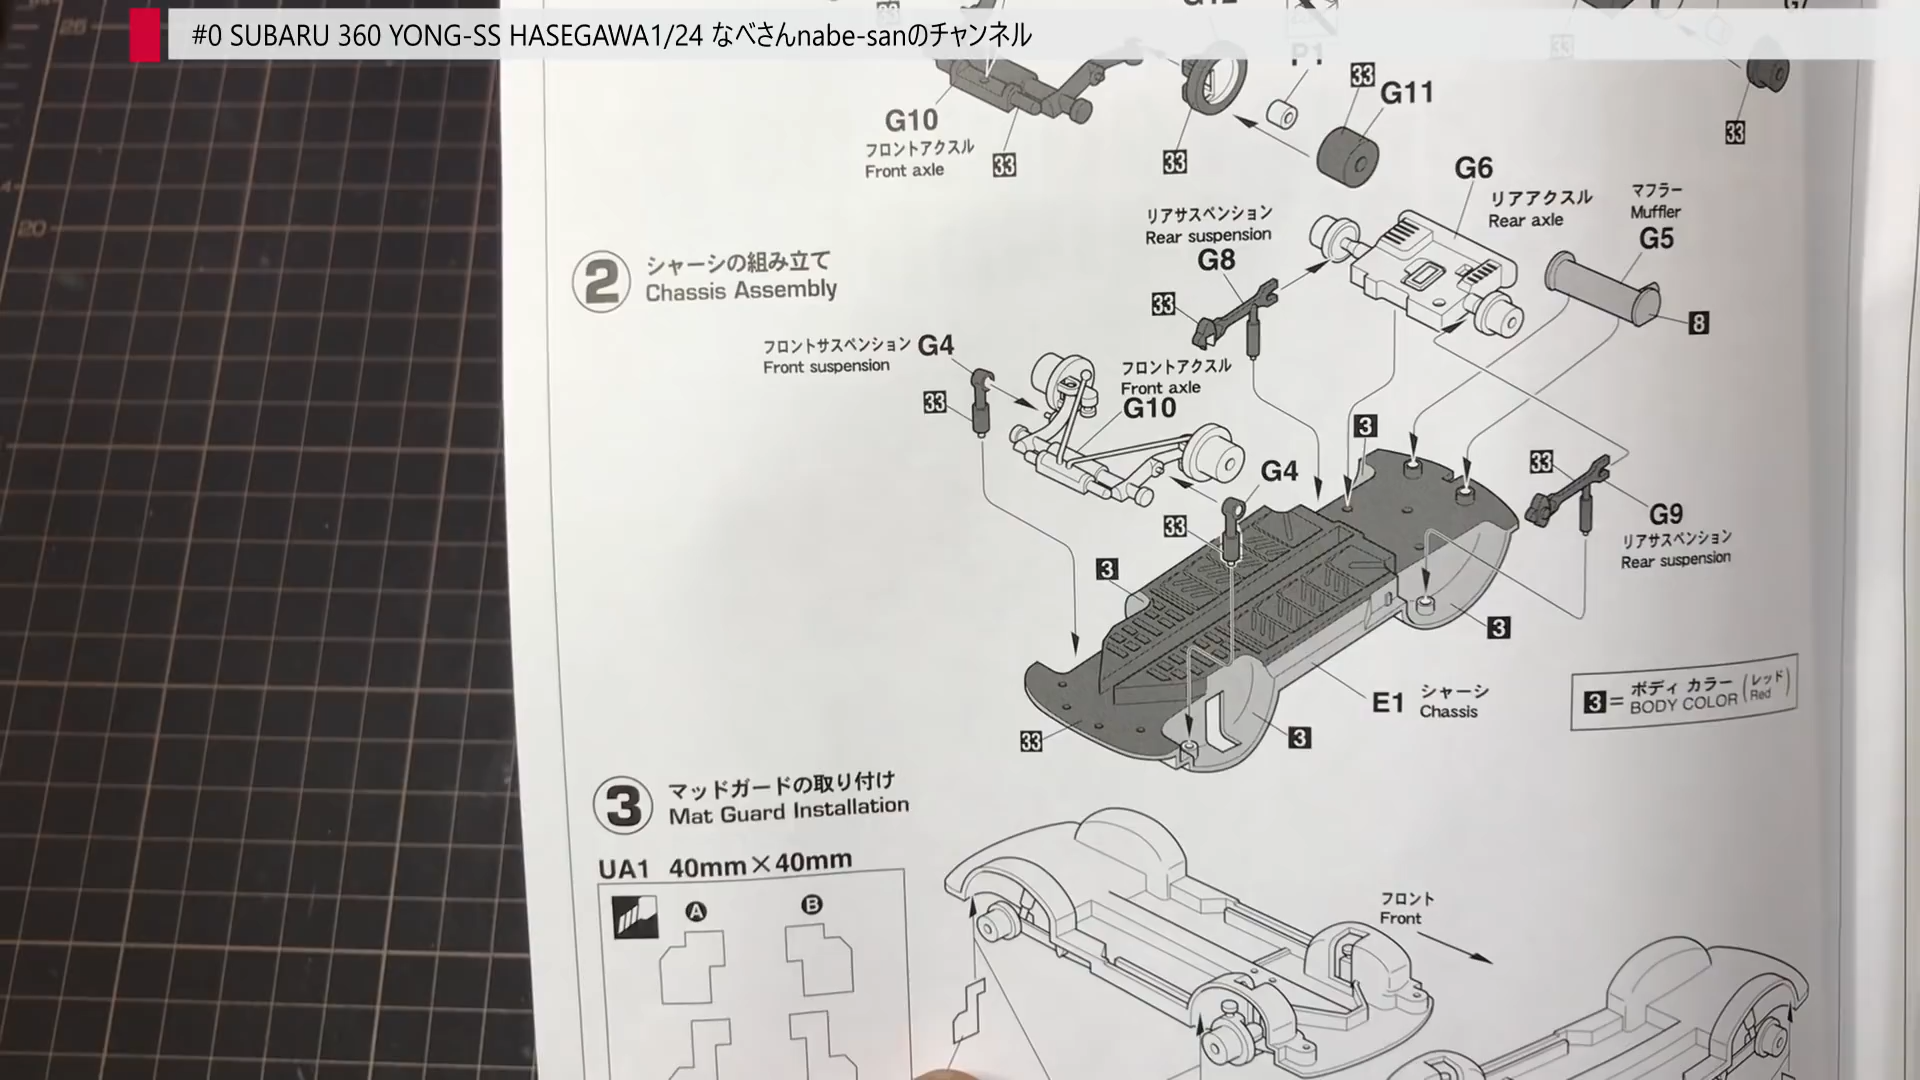 #0 SUBARU 360 YONG-SS HASEGAWA1/24 なべさんnabe-sanのチャンネル
26
P1
33
G11
G10
フロントアクスル
Front axle
33
33
33
G6
リアアクスル
Rear axle
マフラー
Muffler
G5
リアサスペンション
Rear suspension
G8
33
8
2
シャーシの組み立て
Chassis Assembly
20
フロントサスペンション
Front suspension
G4
33
フロントアクスル
Front axle
G10
3
G4
33
33
G9
リアサスペンション
Rear suspension
3
3
E1
シャーシ
Chassis
3 = ボディ カラー (レッド)
BODY COLOR (Red)
33
3
3
マッドガードの取り付け
Mat Guard Installation
UA1 40mm×40mm
A
B
フロント
Front